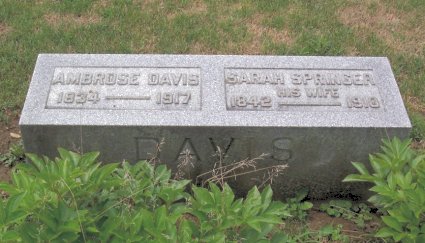 AMBROSE DAVIS
1834 — 1917
SARAH SPRINGER
HIS WIFE
1842 — 1910
DAVIS